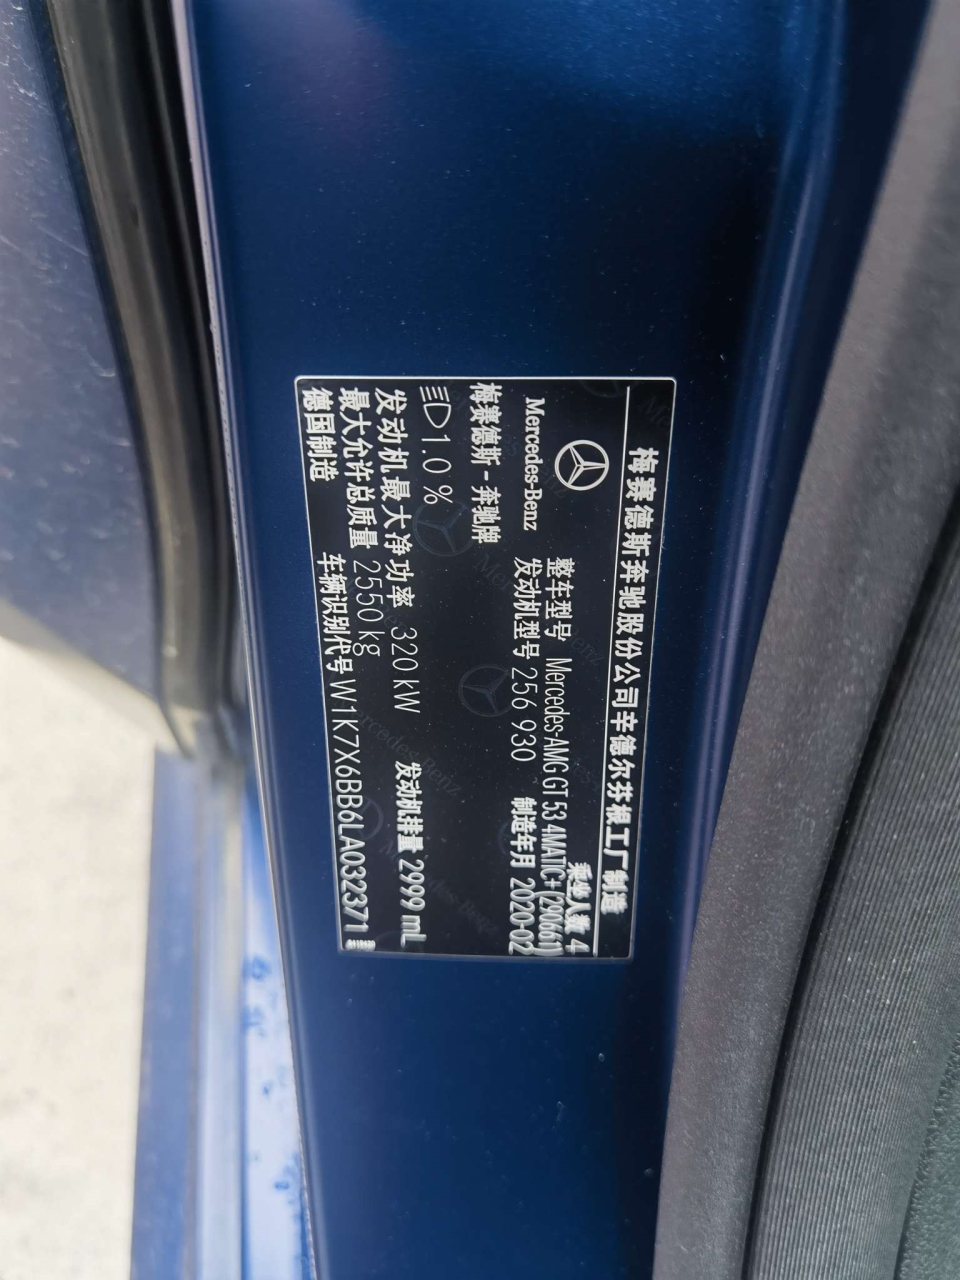 梅赛德斯奔驰股份公司辛德尔芬根工厂制造
乘坐人数 4
Mercedes-Benz
整车型号 Mercedes-AMG GT 53 4MATIC+ (290661)
发动机型号 256 930 制造年月 2020-02
梅赛德斯-奔驰牌
1.0 %
发动机最大净功率 320 kW 发动机排量 2999 mL
最大允许总质量 2550 kg
德国制造 车辆识别代号 W1K7X6BB6LA032371